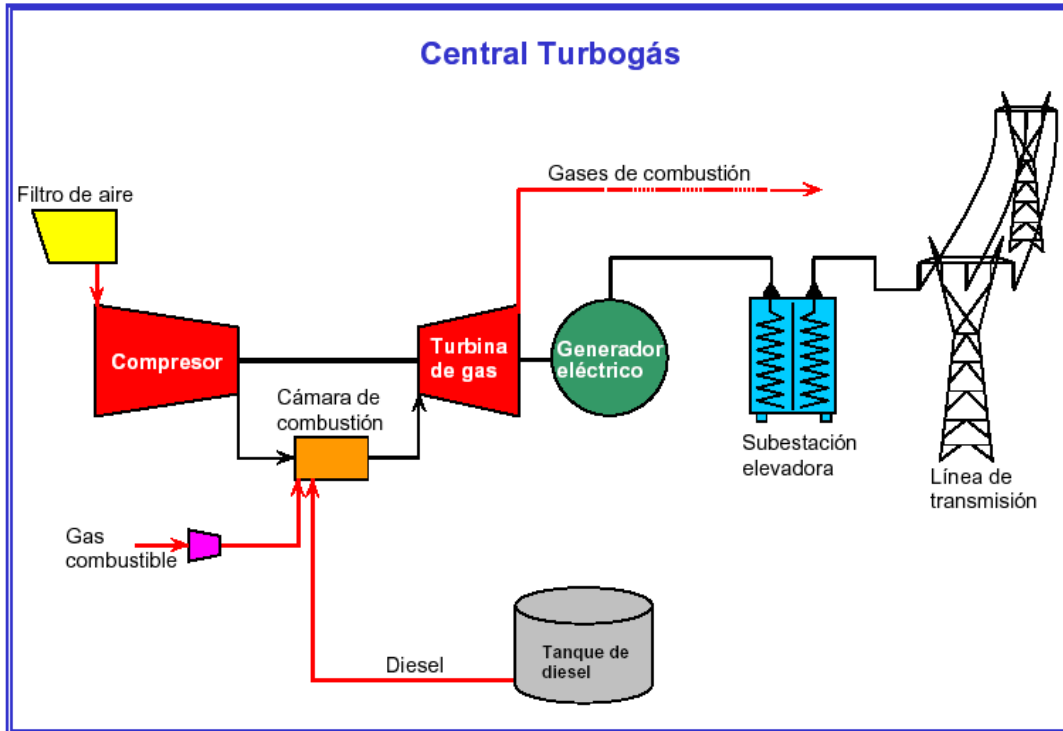 Central Turbogás
Gases de combustión
Filtro de aire
Compresor
Turbina
de gas
Generador
eléctrico
Cámara de
combustión
Subestación
elevadora
Línea de
transmisión
Gas
combustible
Diesel
Tanque de
diesel